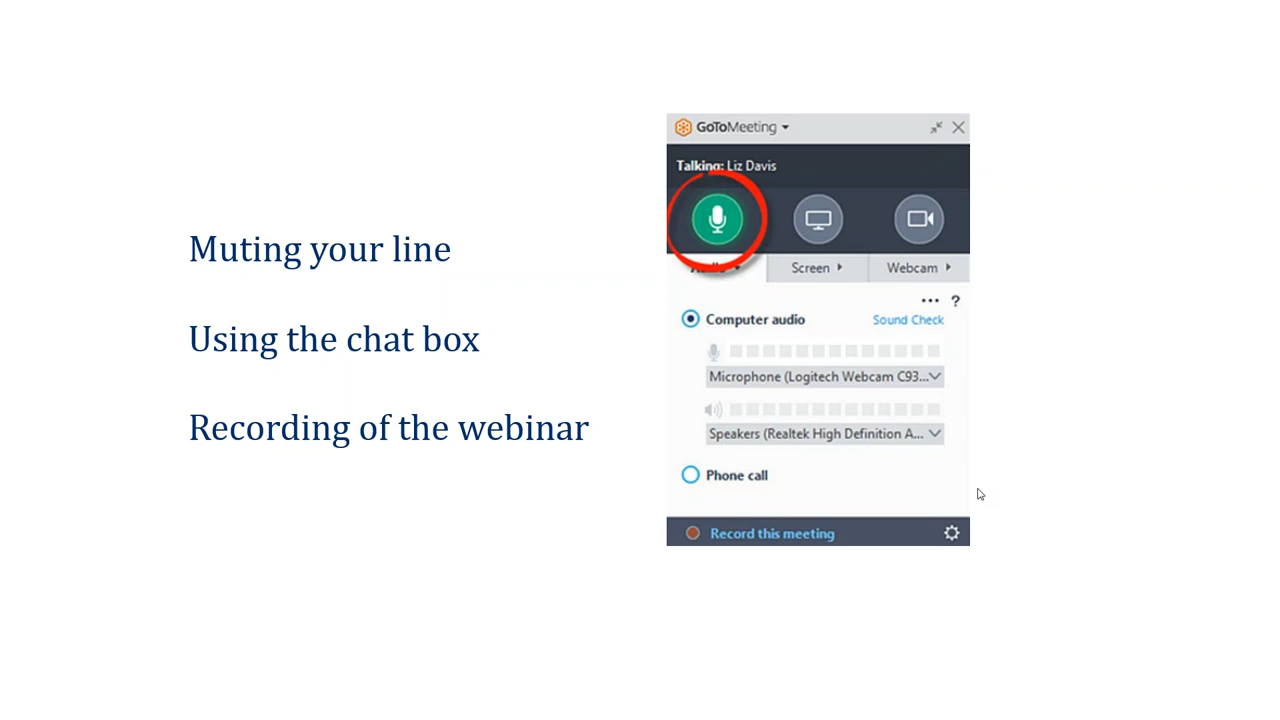 Muting your line
Using the chat box
Recording of the webinar
GoToMeeting
Talking: Liz Davis
Audio
Screen
Webcam
... ?
Computer audio
Sound Check
Microphone (Logitech Webcam C93...
Speakers (Realtek High Definition A...
Phone call
Record this meeting